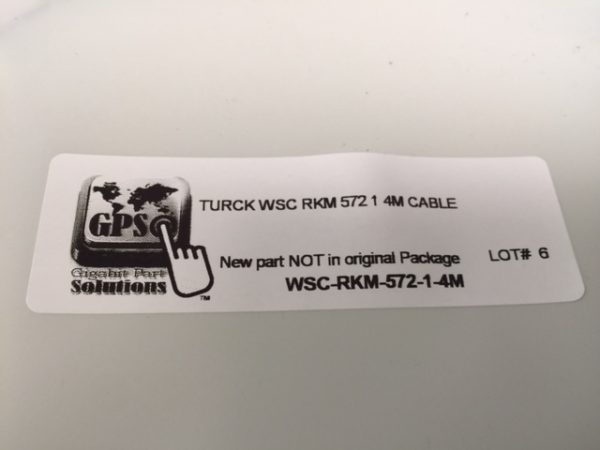 TURCK WSC RKM 572 1 4M CABLE
GPS
New part NOT in original Package LOT# 6
Gigabit Part
Solutions
WSC-RKM-572-1-4M
TM